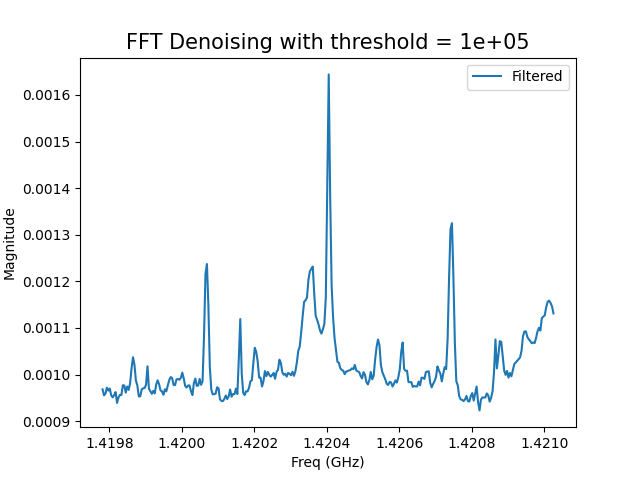 FFT Denoising with threshold = 1e+05
Filtered
Magnitude
0.0016
0.0015
0.0014
0.0013
0.0012
0.0011
0.0010
0.0009
1.4198 1.4200 1.4202 1.4204 1.4206 1.4208 1.4210
Freq (GHz)